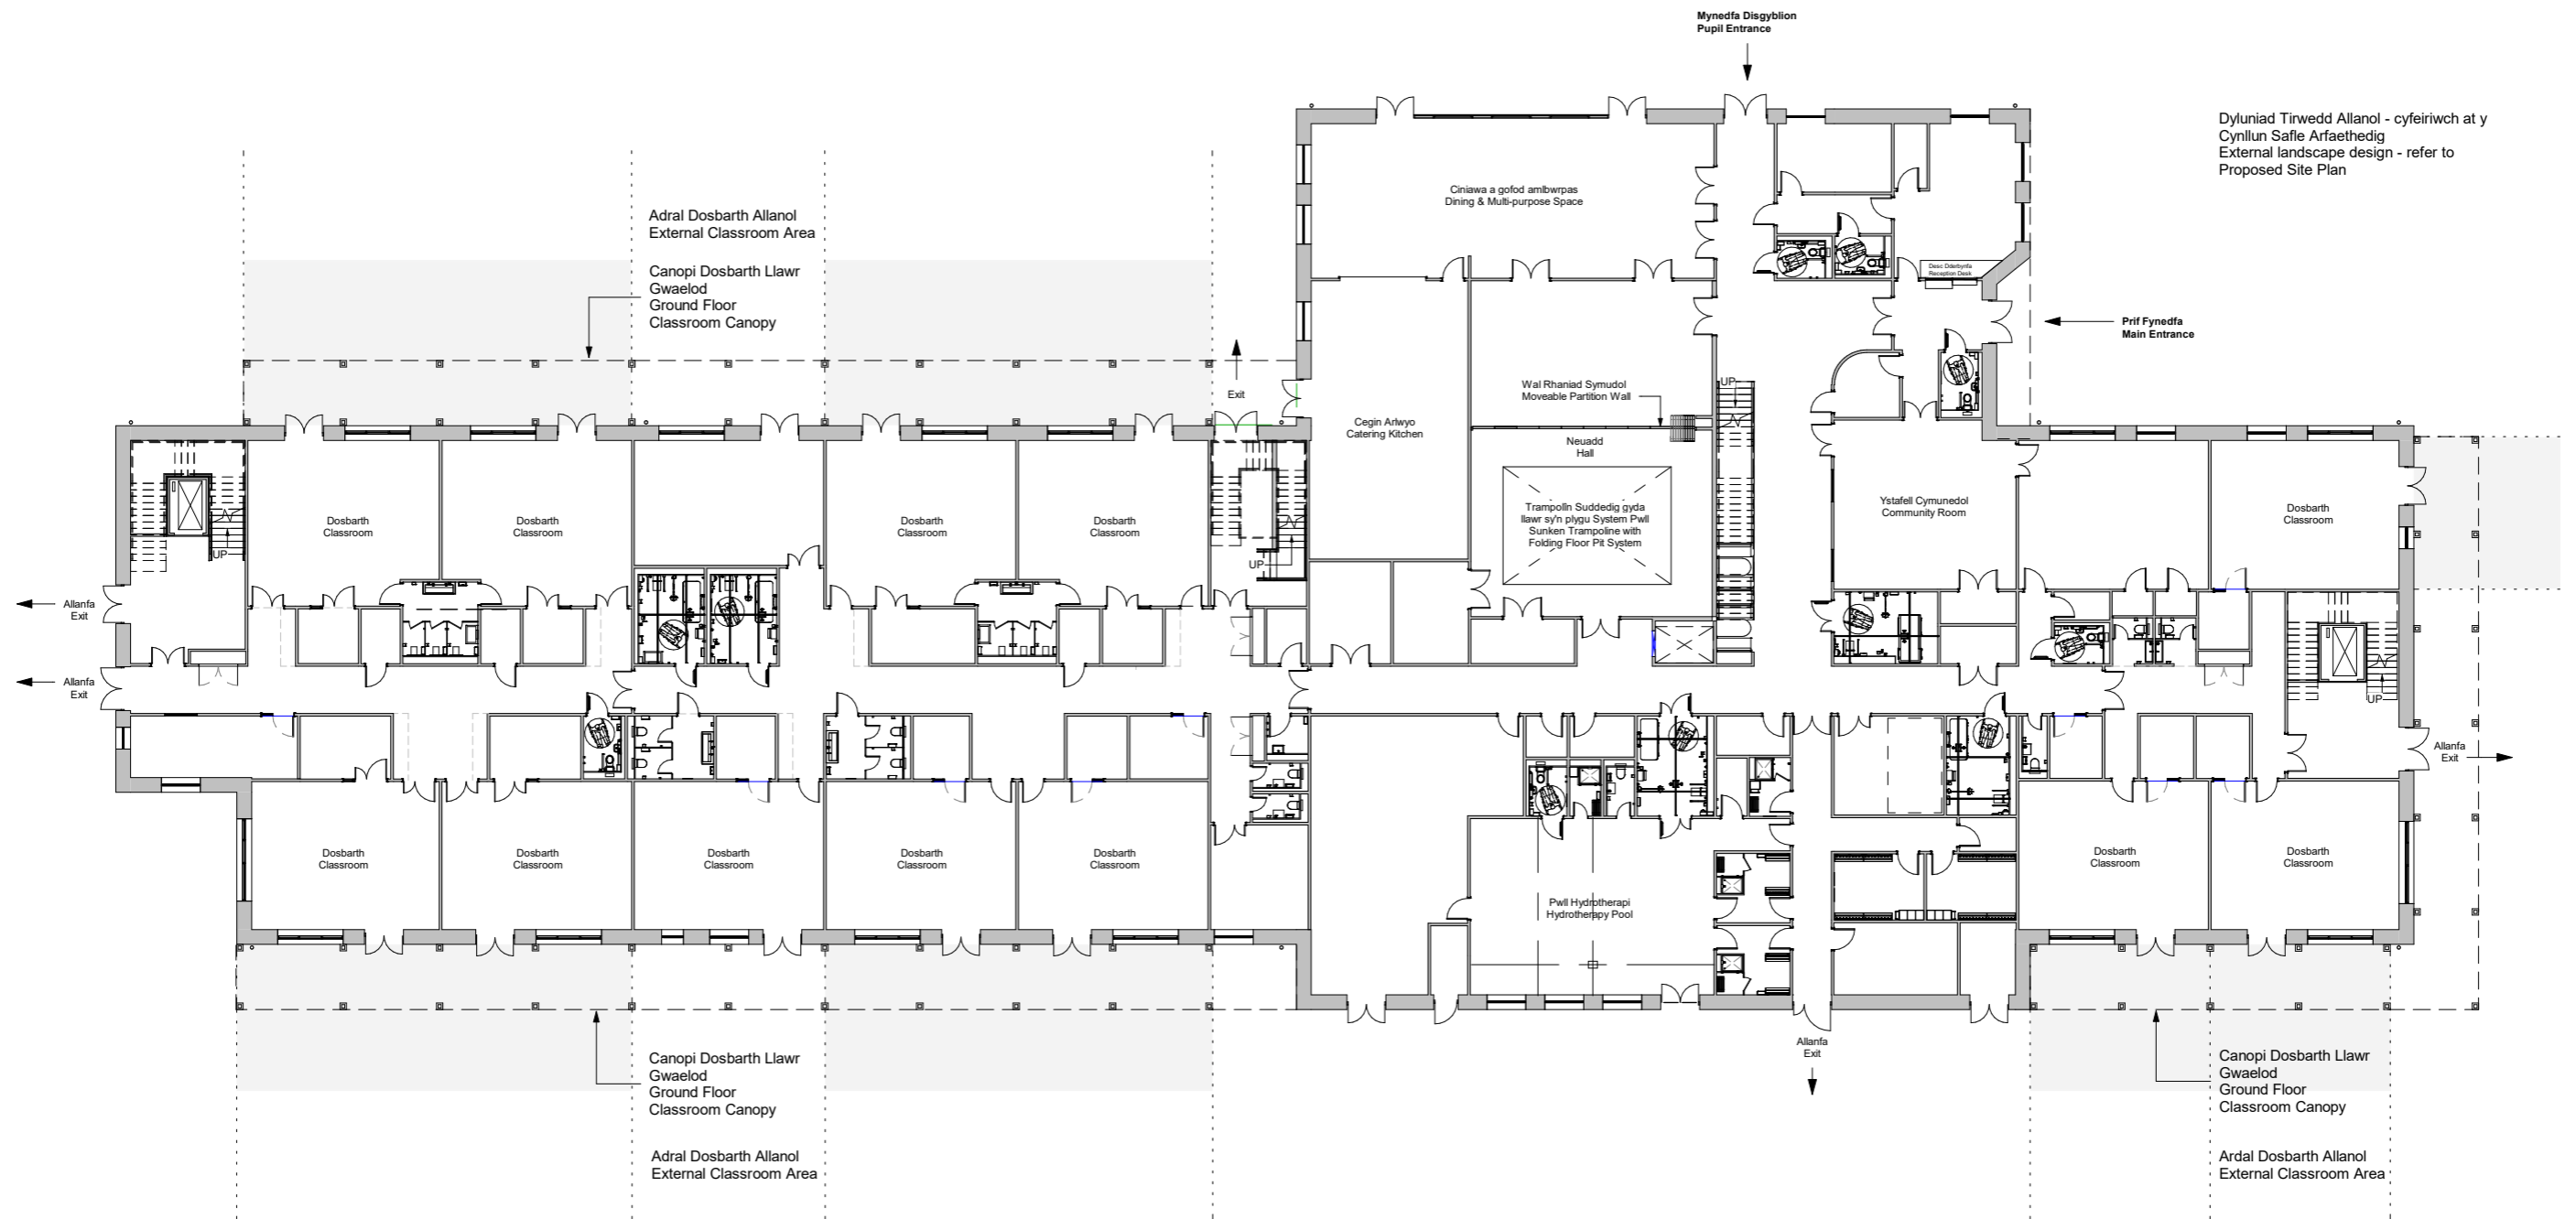 Mynedfa Disgyblion
Pupil Entrance
Dyluniad Tirwedd Allanol - cyfeiriwch at y
Cynllun Safle Arfaethedig
External landscape design - refer to
Proposed Site Plan
Ciniawa a gofod amlbwrpas
Dining & Multi-purpose Space
Adral Dosbarth Allanol
External Classroom Area
Canopi Dosbarth Llawr
Gwaelod
Ground Floor
Classroom Canopy
Desc Dderbynfa
Reception Desk
Prif Fynedfa
Main Entrance
Exit
Wal Rhaniad Symudol
Moveable Partition Wall
UP
Cegin Arlwyo
Catering Kitchen
Neuadd
Hall
Trampolîn Suddedig gyda
llawr sy'n plygu System Pwll
Sunken Trampoline with
Folding Floor Pit System
Ystafell Cymunedol
Community Room
Dosbarth
Classroom
Dosbarth
Classroom
Dosbarth
Classroom
Dosbarth
Classroom
Dosbarth
Classroom
UP
UP
Allanfa
Exit
Allanfa
Exit
UP
Allanfa
Exit
Dosbarth
Classroom
Dosbarth
Classroom
Dosbarth
Classroom
Dosbarth
Classroom
Dosbarth
Classroom
Pwll Hydrotherapi
Hydrotherapy Pool
Dosbarth
Classroom
Dosbarth
Classroom
Allanfa
Exit
Canopi Dosbarth Llawr
Gwaelod
Ground Floor
Classroom Canopy
Adral Dosbarth Allanol
External Classroom Area
Canopi Dosbarth Llawr
Gwaelod
Ground Floor
Classroom Canopy
Ardal Dosbarth Allanol
External Classroom Area